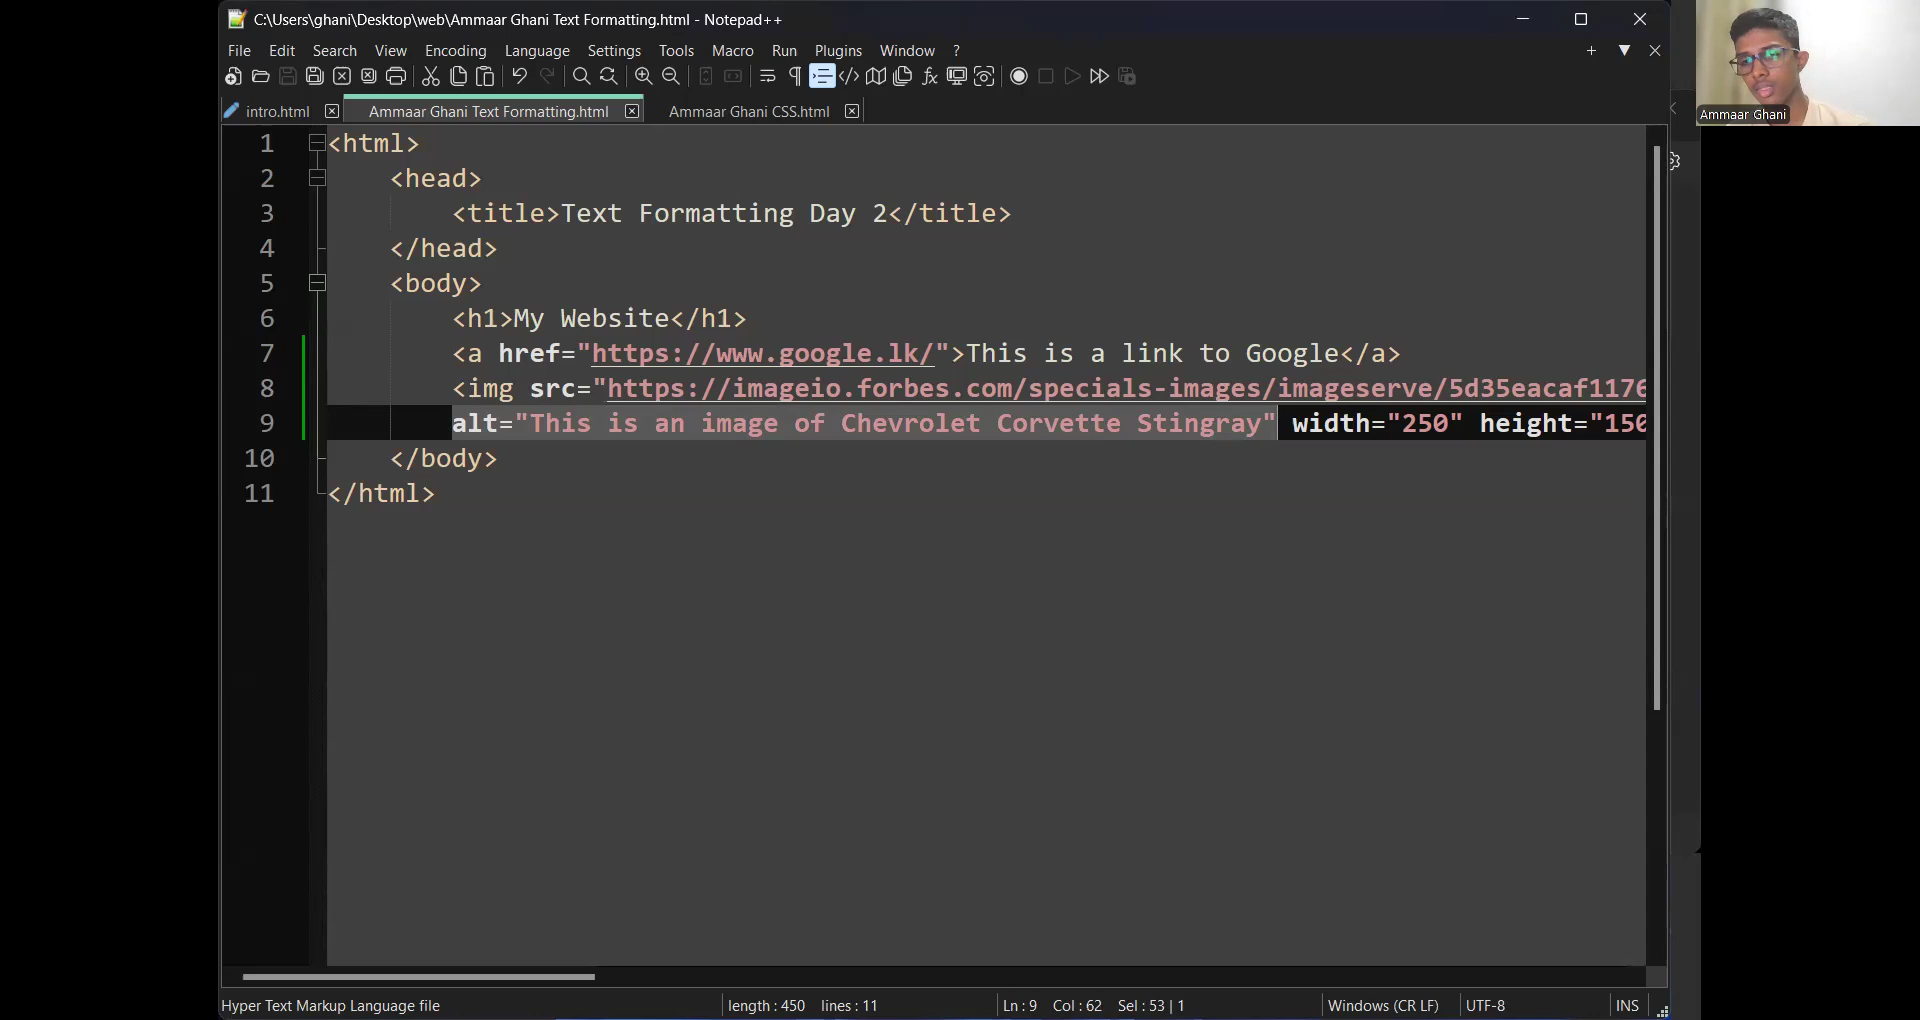 C:\Users\ghani\Desktop\web\Ammaar Ghani Text Formatting.html - Notepad++
File Edit Search View Encoding Language Settings Tools Macro Run Plugins Window ?
intro.html Ammaar Ghani Text Formatting.html Ammaar Ghani CSS.html
Ammaar Ghani
1 <html>
2 <head>
3 <title>Text Formatting Day 2</title>
4 </head>
5 <body>
6 <h1>My Website</h1>
7 <a href="https://www.google.lk/">This is a link to Google</a>
8 <img src="https://imageio.forbes.com/specials-images/imageserve/5d35eacaf1176
9 alt="This is an image of Chevrolet Corvette Stingray" width="250" height="150
10 </body>
11 </html>
Hyper Text Markup Language file length : 450 lines : 11 Ln : 9 Col : 62 Sel : 53 | 1 Windows (CR LF) UTF-8 INS